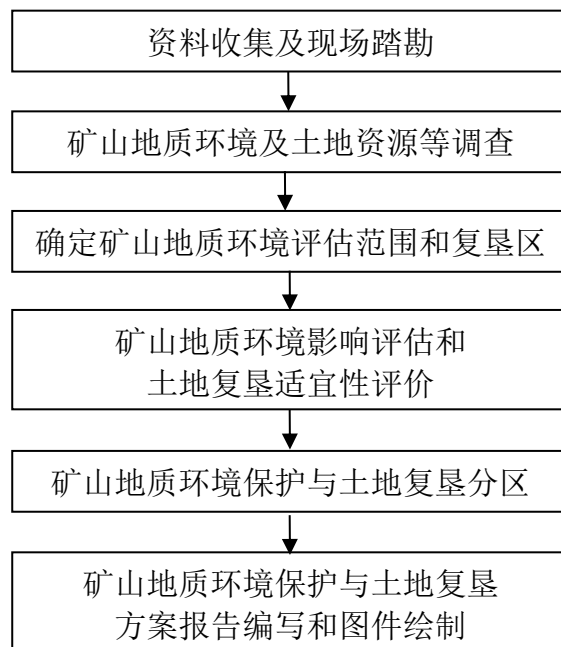 资料收集及现场踏勘
矿山地质环境及土地资源等调查
确定矿山地质环境评估范围和复垦区
矿山地质环境影响评估和
土地复垦适宜性评价
矿山地质环境保护与土地复垦分区
矿山地质环境保护与土地复垦
方案报告编写和图件绘制